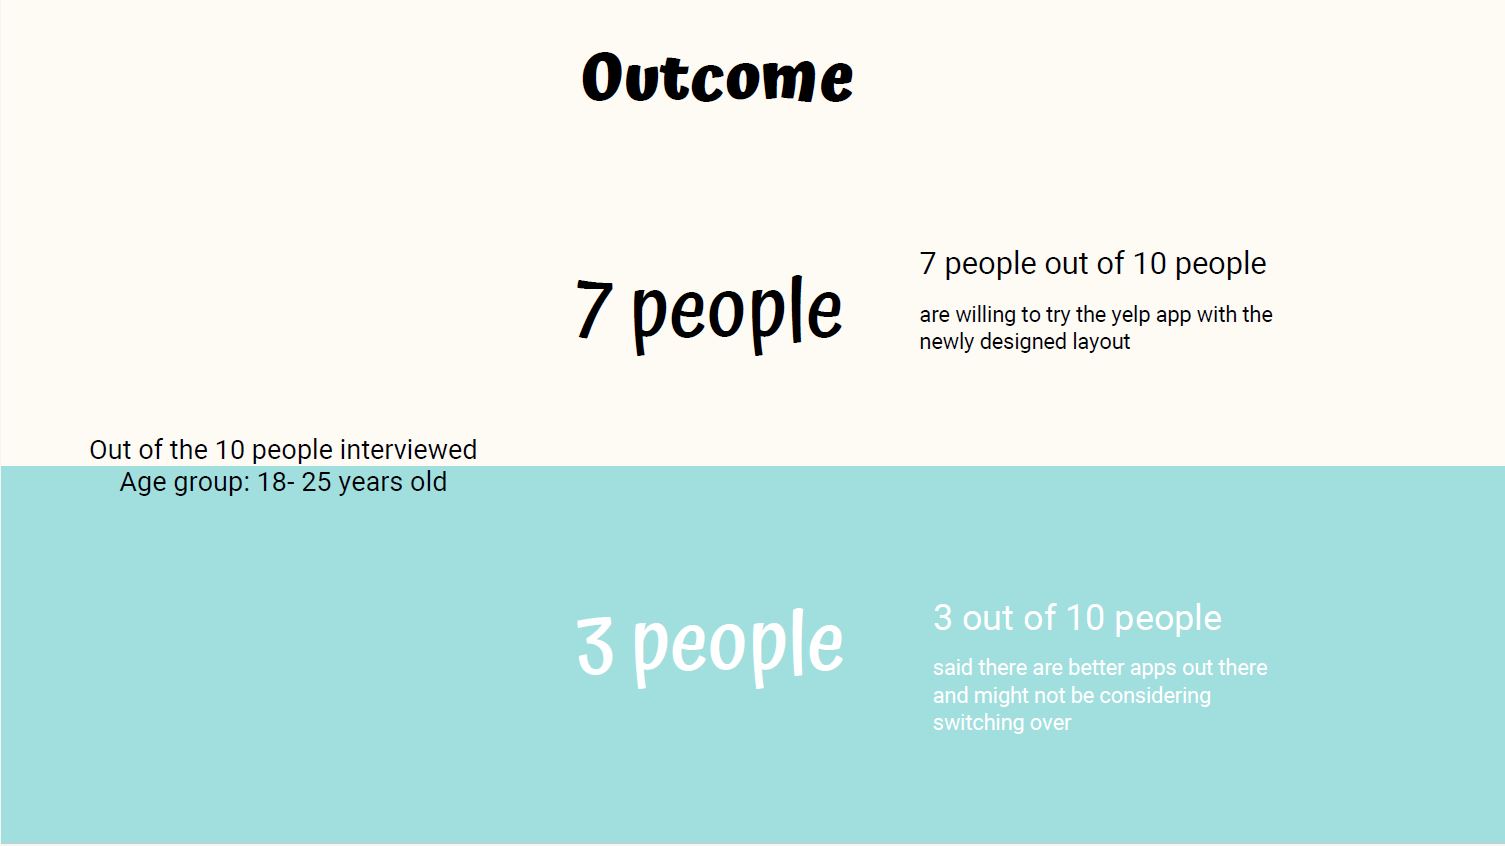 Outcome
7 people
7 people out of 10 people
are willing to try the yelp app with the
newly designed layout
Out of the 10 people interviewed
Age group: 18- 25 years old
3 people
3 out of 10 people
said there are better apps out there
and might not be considering
switching over